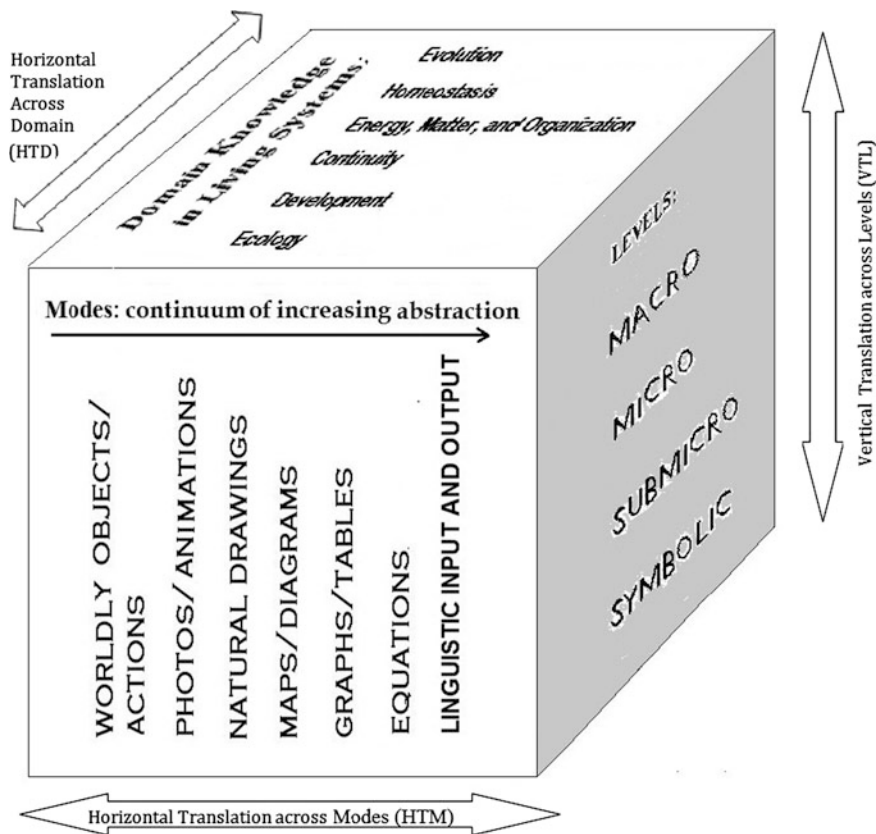 Horizontal
Translation
Across
Domain
(HTD)
Domain Knowledge
in Living Systems:
Evolution
Homeostasis
Energy, Matter, and Organization
Continuity
Development
Ecology
Modes: continuum of increasing abstraction
WORLDLY OBJECTS/
ACTIONS
PHOTOS/ANIMATIONS
NATURAL DRAWINGS
MAPS/DIAGRAMS
GRAPHS/TABLES
EQUATIONS
LINGUISTIC INPUT AND OUTPUT
LEVELS:
MACRO
MICRO
SUBMICRO
SYMBOLIC
Vertical Translation across Levels (VTL)
Horizontal Translation across Modes (HTM)